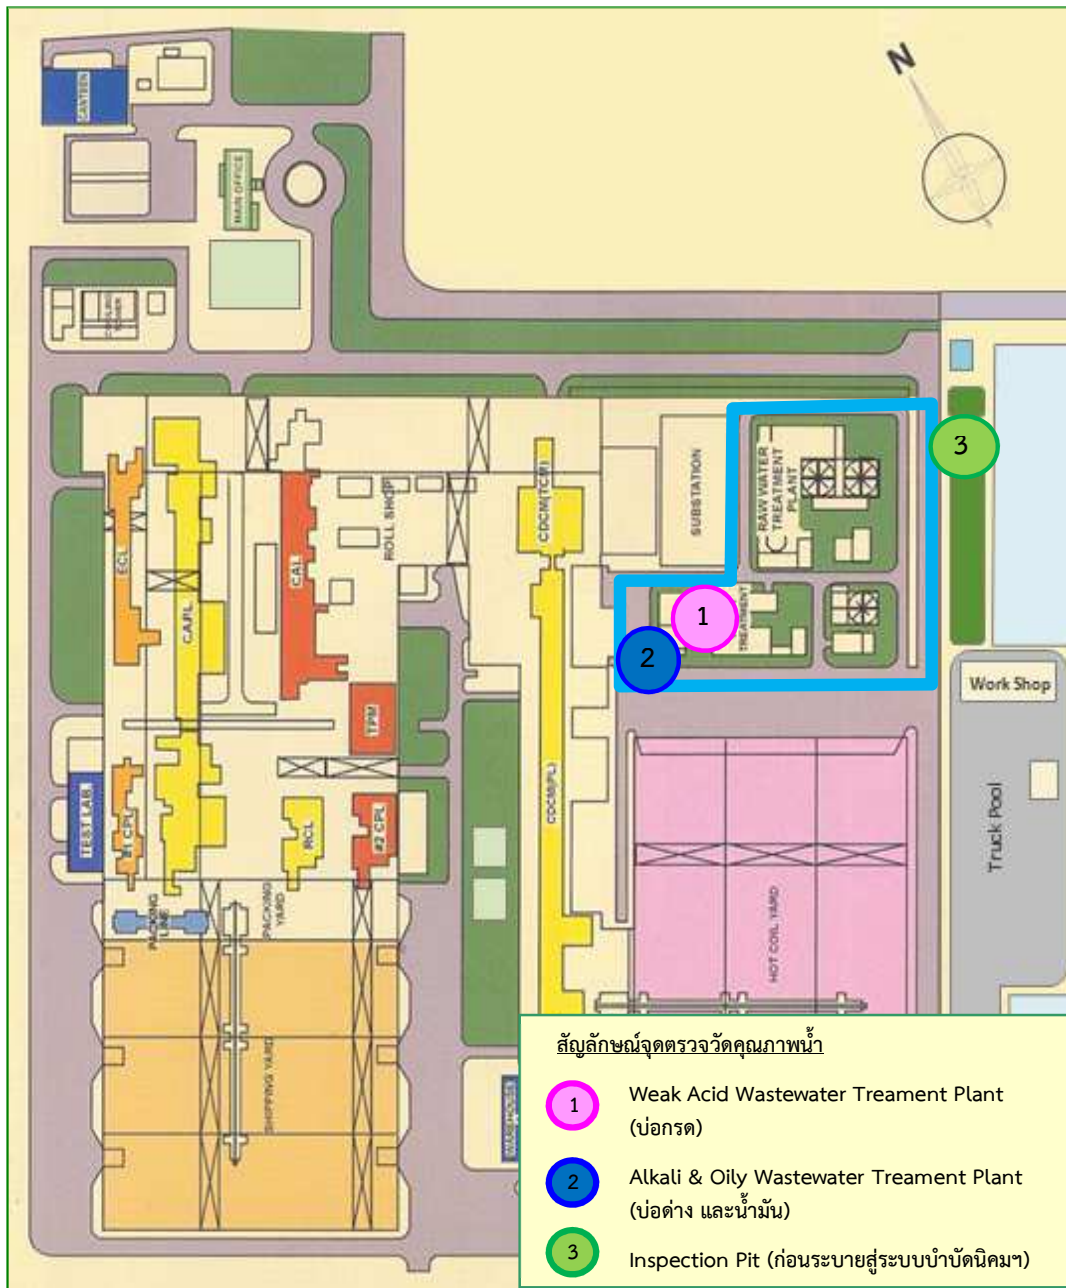 N
CANTEEN
MAIN OFFICE
COOLING
TOWER
3
SUBSTATION
RAW WATER
TREATMENT
PLANT
CDCM(TCM)
ROLL SHOP
ECL
CAPL
CAL
1
TREATMENT
2
Work Shop
TPM
CDCM(PL)
TEST LAB.
#1 CPL
RCL
#2 CPL
Truck Pool
PACKING
LINE
PACKING
YARD
HOT COIL YARD
SHIPPING YARD
WAREHOUSE
สัญลักษณ์จุดตรวจวัดคุณภาพน้ำ
1
Weak Acid Wastewater Treament Plant
(บ่อกรด)
2
Alkali & Oily Wastewater Treament Plant
(บ่อด่าง และน้ำมัน)
3
Inspection Pit (ก่อนระบายสู่ระบบบำบัดนิคมฯ)